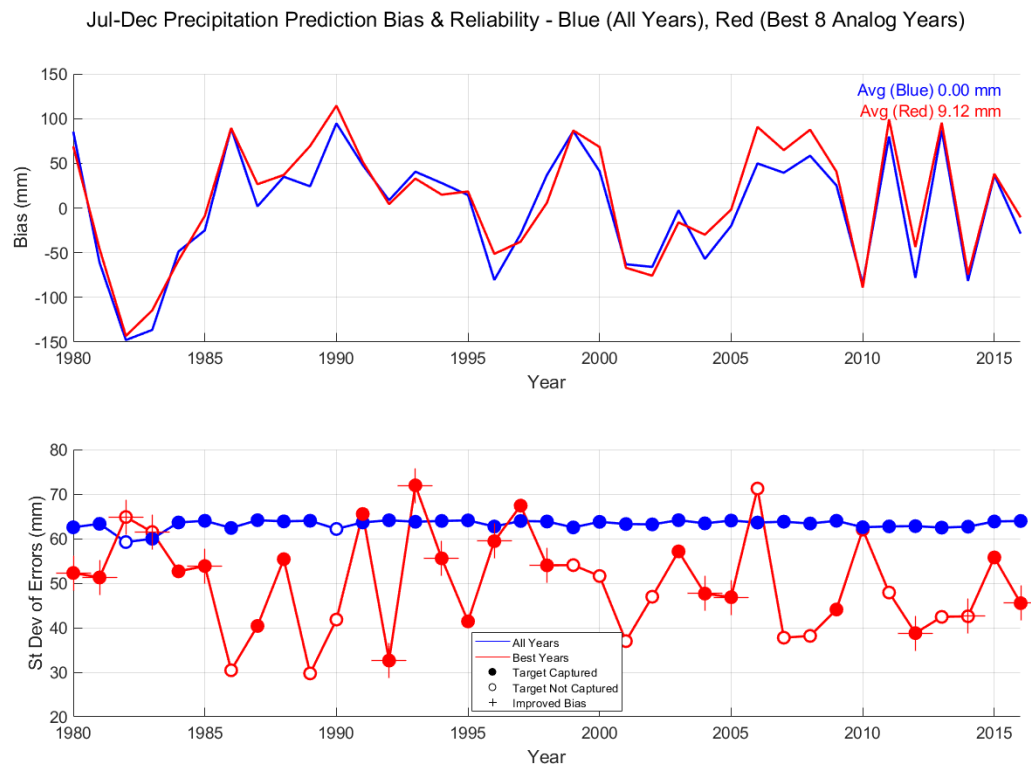 Jul-Dec Precipitation Prediction Bias & Reliability - Blue (All Years), Red (Best 8 Analog Years)
150
100
50
0
-50
-100
-150
Bias (mm)
Avg (Blue) 0.00 mm
Avg (Red) 9.12 mm
1980
1985
1990
1995
2000
2005
2010
2015
Year
80
70
60
50
40
30
20
St Dev of Errors (mm)
All Years
Best Years
Target Captured
Target Not Captured
Improved Bias
1980
1985
1990
1995
2000
2005
2010
2015
Year